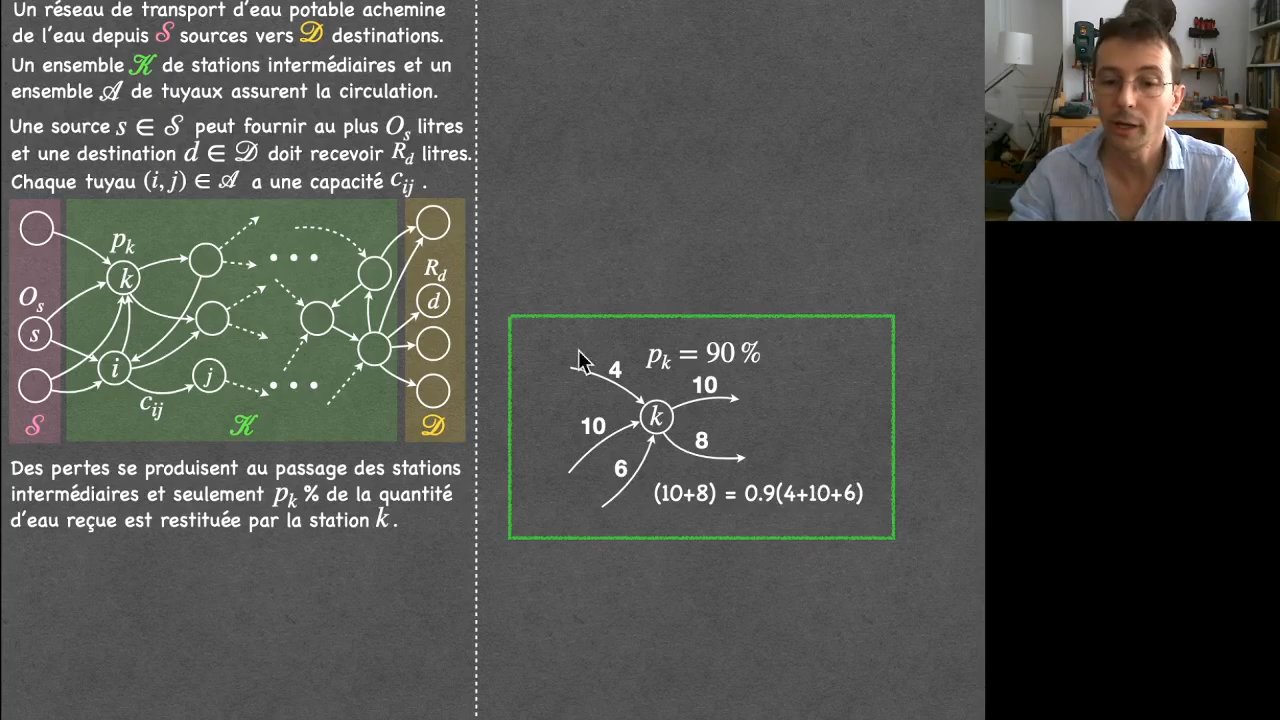 Un réseau de transport d'eau potable achemine
de l'eau depuis 𝒮 sources vers 𝒟 destinations.
Un ensemble 𝒦 de stations intermédiaires et un
ensemble 𝒜 de tuyaux assurent la circulation.
Une source s ∈ 𝒮 peut fournir au plus O_s litres
et une destination d ∈ 𝒟 doit recevoir R_d litres.
Chaque tuyau (i, j) ∈ 𝒜 a une capacité c_ij .
p_k
k
R_d
O_s
d
s
i
j
c_ij
𝒮
𝒦
𝒟
Des pertes se produisent au passage des stations
intermédiaires et seulement p_k % de la quantité
d'eau reçue est restituée par la station k .
p_k = 90 %
4
10
k
10
8
6
(10+8) = 0.9(4+10+6)